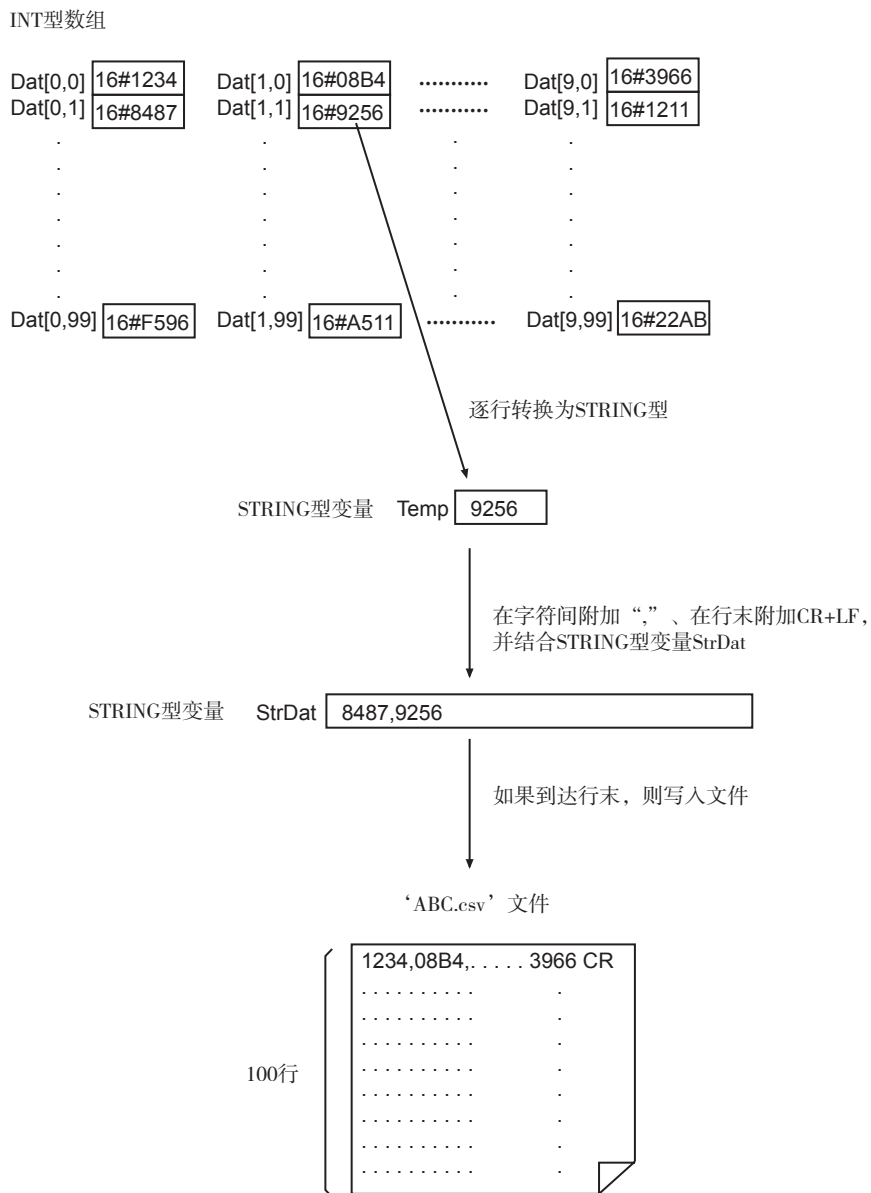 INT型数组
Dat[0,0] 16#1234 Dat[1,0] 16#08B4 ........... Dat[9,0] 16#3966
Dat[0,1] 16#8487 Dat[1,1] 16#9256 ........... Dat[9,1] 16#1211
Dat[0,99] 16#F596 Dat[1,99] 16#A511 ........... Dat[9,99] 16#22AB
逐行转换为STRING型
STRING型变量 Temp 9256
在字符间附加“,”、在行末附加CR+LF，
并结合STRING型变量StrDat
STRING型变量 StrDat 8487,9256
如果到达行末，则写入文件
‘ABC.csv’文件
1234,08B4,. . . . . 3966 CR
100行